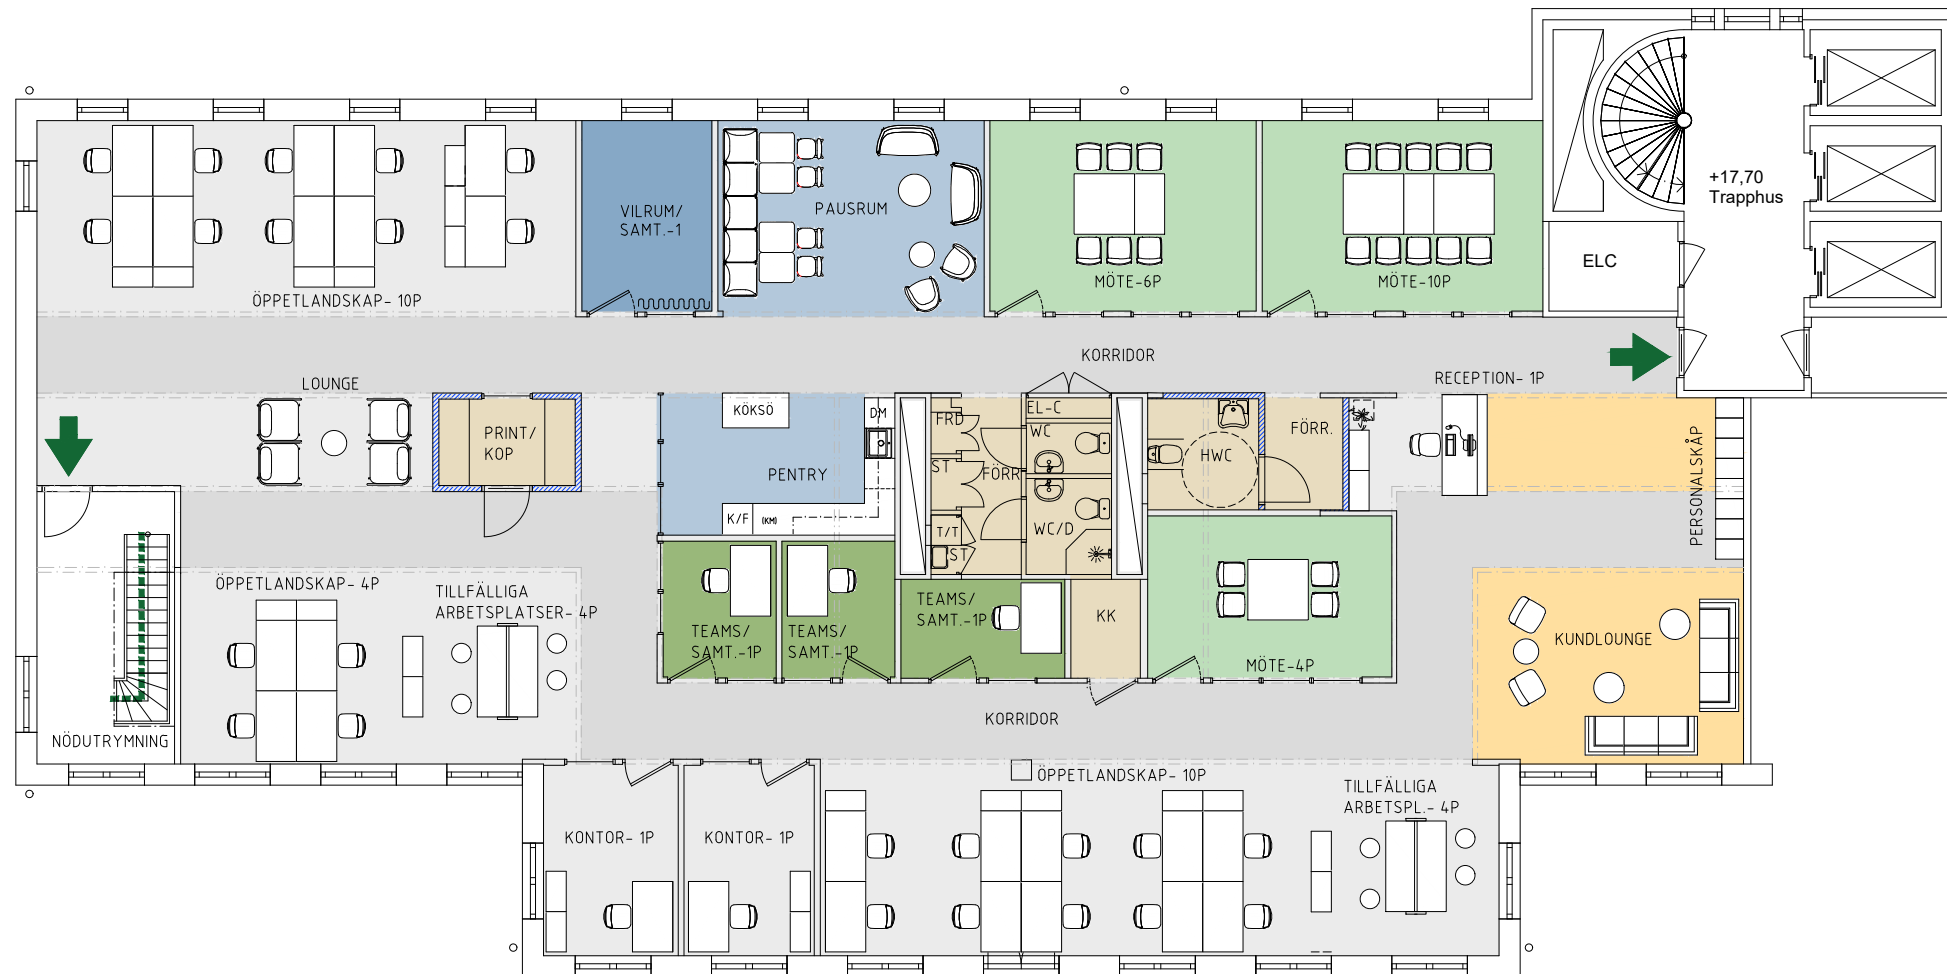 +17,70
Trapphus
VILRUM/
SAMT.-1
PAUSRUM
ELC
MÖTE-6P
MÖTE-10P
ÖPPETLANDSKAP- 10P
KORRIDOR
LOUNGE
RECEPTION- 1P
KÖKSÖ
DM
EL-C
FRD
WC
PRINT/
KOP
FÖRR.
HWC
PERSONALSKÅP
PENTRY
ST
FÖRR
K/F
(KM)
T/T
WC/D
ST
ÖPPETLANDSKAP- 4P
TILLFÄLLIGA
ARBETSPLATSER- 4P
TEAMS/
SAMT.-1P
TEAMS/
SAMT.-1P
TEAMS/
SAMT.-1P
KK
MÖTE-4P
KUNDLOUNGE
KORRIDOR
NÖDUTRYMNING
ÖPPETLANDSKAP- 10P
TILLFÄLLIGA
ARBETSPL.- 4P
KONTOR- 1P
KONTOR- 1P